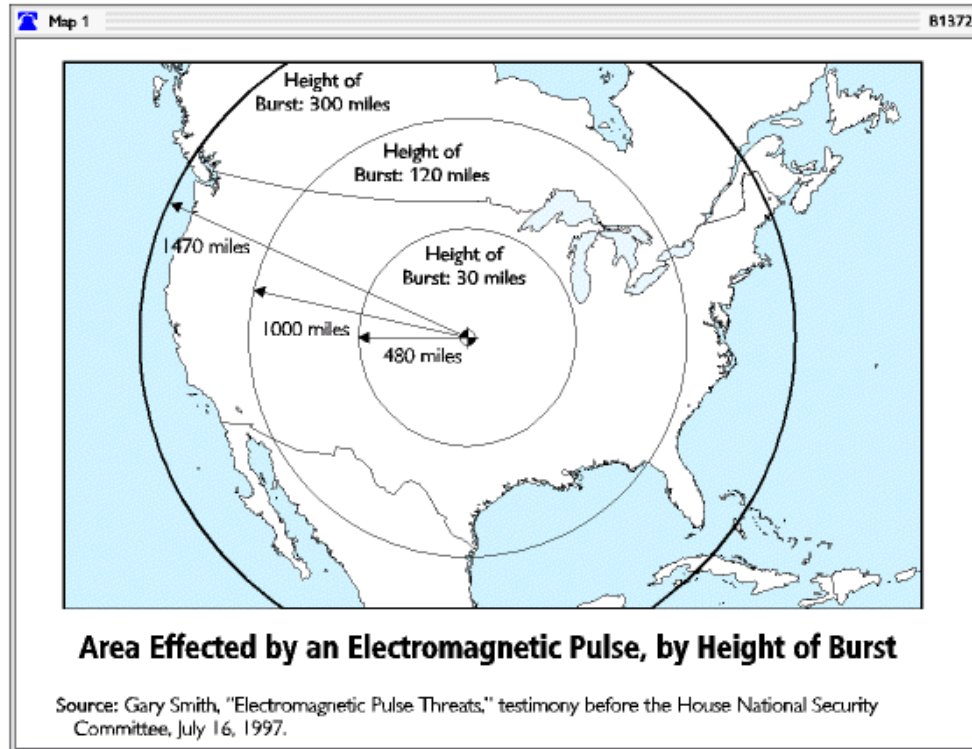 Map 1
B1372
Height of
Burst: 300 miles
Height of
Burst: 120 miles
Height of
Burst: 30 miles
1470 miles
1000 miles
480 miles
Area Effected by an Electromagnetic Pulse, by Height of Burst
Source: Gary Smith, "Electromagnetic Pulse Threats," testimony before the House National Security
Committee, July 16, 1997.